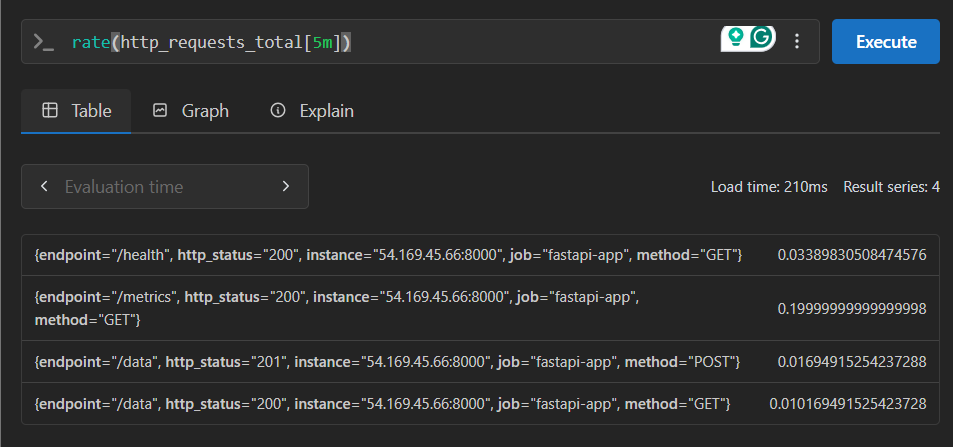 >_ rate(http_requests_total[5m])
Execute
Table Graph Explain
Evaluation time
Load time: 210ms Result series: 4
{endpoint="/health", http_status="200", instance="54.169.45.66:8000", job="fastapi-app", method="GET"} 0.03389830508474576
{endpoint="/metrics", http_status="200", instance="54.169.45.66:8000", job="fastapi-app",
method="GET"} 0.19999999999999998
{endpoint="/data", http_status="201", instance="54.169.45.66:8000", job="fastapi-app", method="POST"} 0.01694915254237288
{endpoint="/data", http_status="200", instance="54.169.45.66:8000", job="fastapi-app", method="GET"} 0.010169491525423728